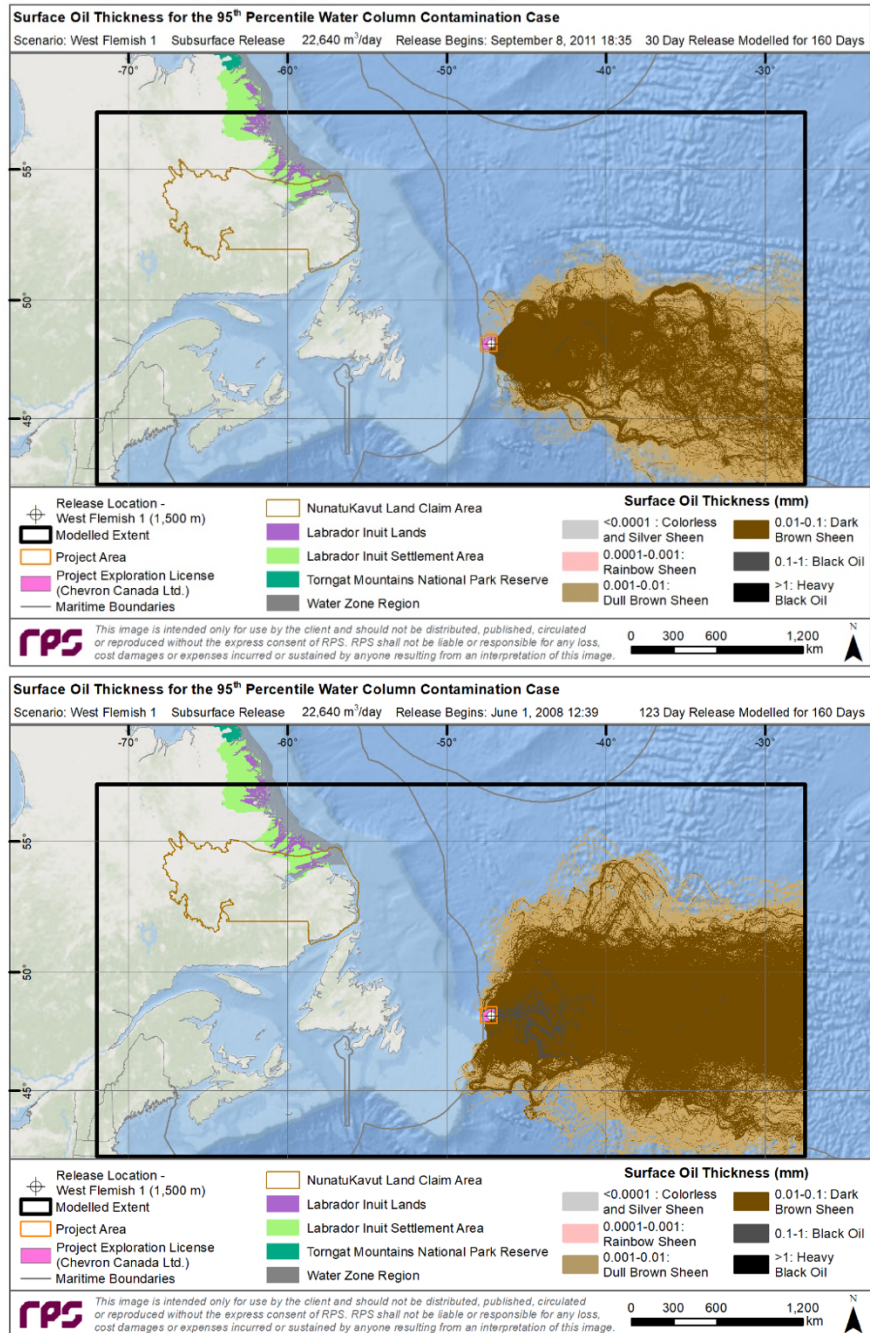 Surface Oil Thickness for the 95th Percentile Water Column Contamination Case
Scenario: West Flemish 1 Subsurface Release 22,640 m³/day Release Begins: September 8, 2011 18:35 30 Day Release Modelled for 160 Days
-70° -60° -50° -40° -30°
55°
50°
45°
Release Location -
West Flemish 1 (1,500 m)
Modelled Extent
Project Area
Project Exploration License
(Chevron Canada Ltd.)
Maritime Boundaries
NunatuKavut Land Claim Area
Labrador Inuit Lands
Labrador Inuit Settlement Area
Torngat Mountains National Park Reserve
Water Zone Region
Surface Oil Thickness (mm)
<0.0001 : Colorless
and Silver Sheen
0.0001-0.001:
Rainbow Sheen
0.001-0.01:
Dull Brown Sheen
0.01-0.1: Dark
Brown Sheen
0.1-1: Black Oil
>1: Heavy
Black Oil
rps
This image is intended only for use by the client and should not be distributed, published, circulated
or reproduced without the express consent of RPS. RPS shall not be liable or responsible for any loss,
cost damages or expenses incurred or sustained by anyone resulting from an interpretation of this image.
0 300 600 1,200
km
N
Surface Oil Thickness for the 95th Percentile Water Column Contamination Case
Scenario: West Flemish 1 Subsurface Release 22,640 m³/day Release Begins: June 1, 2008 12:39 123 Day Release Modelled for 160 Days
-70° -60° -50° -40° -30°
55°
50°
45°
Release Location -
West Flemish 1 (1,500 m)
Modelled Extent
Project Area
Project Exploration License
(Chevron Canada Ltd.)
Maritime Boundaries
NunatuKavut Land Claim Area
Labrador Inuit Lands
Labrador Inuit Settlement Area
Torngat Mountains National Park Reserve
Water Zone Region
Surface Oil Thickness (mm)
<0.0001 : Colorless
and Silver Sheen
0.0001-0.001:
Rainbow Sheen
0.001-0.01:
Dull Brown Sheen
0.01-0.1: Dark
Brown Sheen
0.1-1: Black Oil
>1: Heavy
Black Oil
rps
This image is intended only for use by the client and should not be distributed, published, circulated
or reproduced without the express consent of RPS. RPS shall not be liable or responsible for any loss,
cost damages or expenses incurred or sustained by anyone resulting from an interpretation of this image.
0 300 600 1,200
km
N